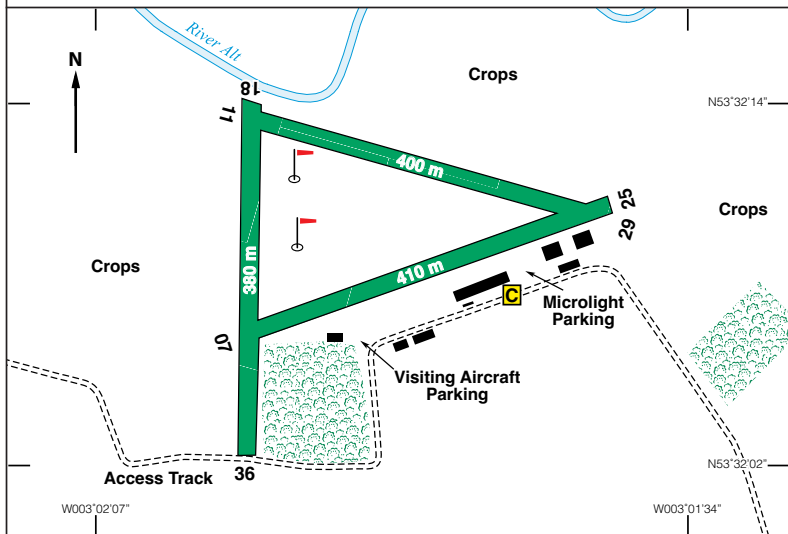 River Alt
N
Crops
18
11
N53°32'14"
400 m
25
29
Crops
Crops
380 m
410 m
C
Microlight
Parking
07
Visiting Aircraft
Parking
Access Track
36
N53°32'02"
W003°02'07"
W003°01'34"